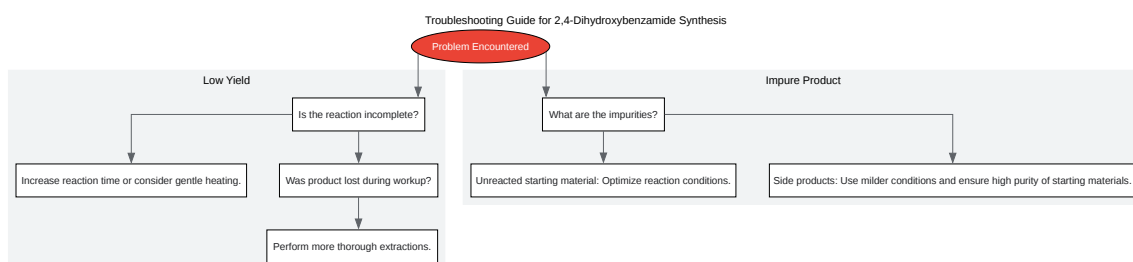 Troubleshooting Guide for 2,4-Dihydroxybenzamide Synthesis
Problem Encountered
Low Yield
Impure Product
Is the reaction incomplete?
What are the impurities?
Increase reaction time or consider gentle heating.
Was product lost during workup?
Unreacted starting material: Optimize reaction conditions.
Side products: Use milder conditions and ensure high purity of starting materials.
Perform more thorough extractions.